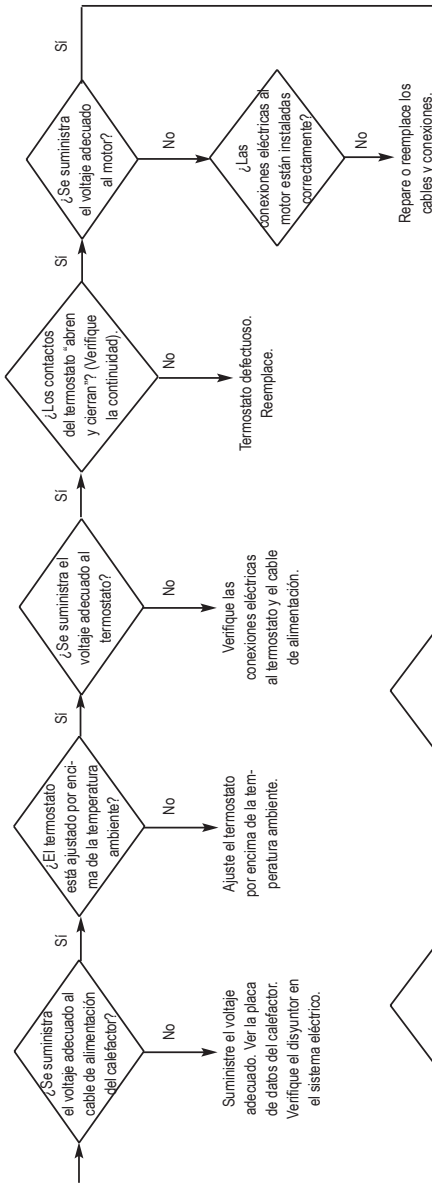 ¿Se suministra
el voltaje adecuado al
cable de alimentación
del calefactor?
Sí
No
Suministre el voltaje
adecuado. Ver la placa
de datos del calefactor.
Verifique el disyuntor en
el sistema eléctrico.
¿El termostato
está ajustado por enci-
ma de la temperatura
ambiente?
Sí
No
Ajuste el termostato
por encima de la tem-
peratura ambiente.
¿Se suministra el
voltaje adecuado al
termostato?
Sí
No
Verifique las
conexiones eléctricas
al termostato y el cable
de alimentación.
¿Los contactos
del termostato “abren
y cierran”? (Verifique
la continuidad).
Sí
No
Termostato defectuoso.
Reemplace.
¿Se suministra
el voltaje adecuado
al motor?
Sí
No
¿Las
conexiones eléctricas al
motor están instaladas
correctamente?
No
Repare o reemplace los
cables y conexiones.